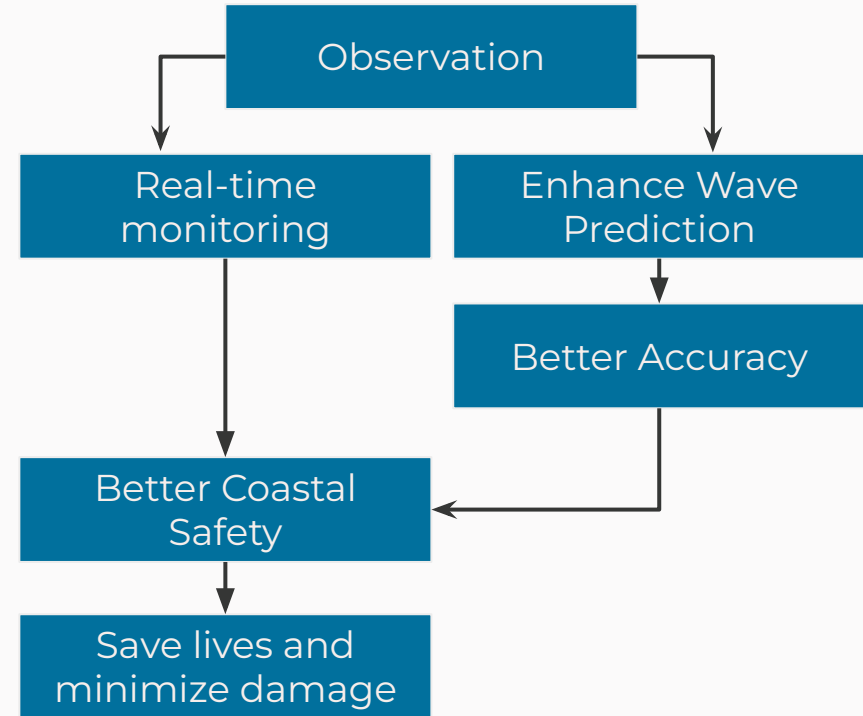 Observation
Real-time
monitoring
Enhance Wave
Prediction
Better Accuracy
Better Coastal
Safety
Save lives and
minimize damage